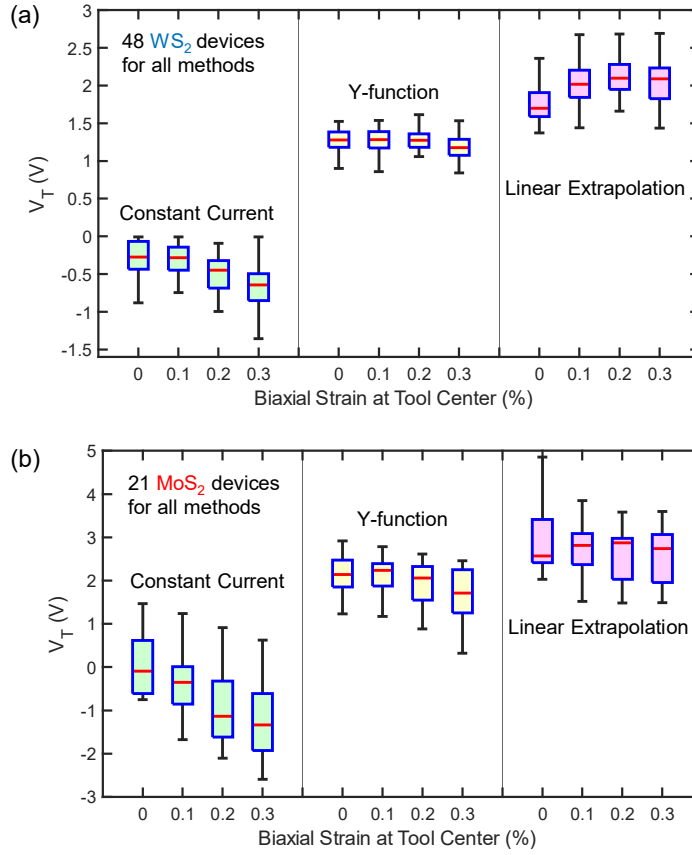 (a)
48 WS₂ devices
for all methods
Y-function
Constant Current
Linear Extrapolation
V_T (V)
3
2.5
2
1.5
1
0.5
0
-0.5
-1
-1.5
0 0.1 0.2 0.3 0 0.1 0.2 0.3 0 0.1 0.2 0.3
Biaxial Strain at Tool Center (%)
(b)
21 MoS₂ devices
for all methods
Y-function
Constant Current
Linear Extrapolation
V_T (V)
5
4
3
2
1
0
-1
-2
-3
0 0.1 0.2 0.3 0 0.1 0.2 0.3 0 0.1 0.2 0.3
Biaxial Strain at Tool Center (%)